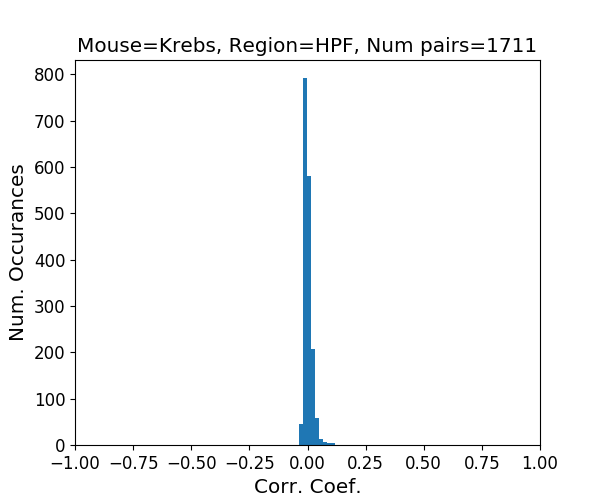 Mouse=Krebs, Region=HPF, Num pairs=1711
800
700
600
500
400
300
200
100
0
Num. Occurances
−1.00 −0.75 −0.50 −0.25 0.00 0.25 0.50 0.75 1.00
Corr. Coef.